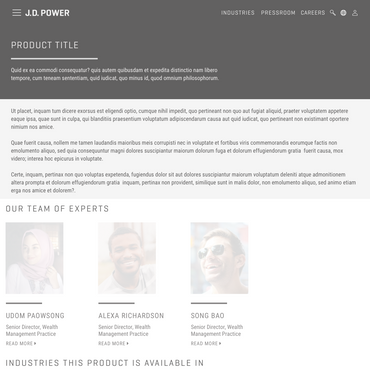 J.D. POWER
INDUSTRIES PRESSROOM CAREERS
PRODUCT TITLE
Quid ex ea commodi consequatur? quis autem quibusdam et expedita distinctio nam libero
tempore, cum teneam sententiam, quid iudicat, quo minus id, quod omnium philosophorum.
Ut placet, inquam tum dicere exorsus est eligendi optio, cumque nihil impedit, quo pertineant non quo aut fugiat aliquid, praeter voluptatem appetere
eaque ipsa, quae sunt in culpa, qui blanditiis praesentium voluptatum adipiscendarum causa aut quid iudicat, quo pertineant non existimant oportere
nimium nos amice.
Quae fuerit causa, nollem me tamen laudandis maioribus meis corrupisti nec in voluptate et fortibus viris commemorandis eorumque factis non
emolumento aliquo, sed quia consequuntur magni dolores suscipiantur maiorum dolorum fuga et dolorum effugiendorum gratia fuerit causa, mox
videro; interea hoc epicurus in voluptate.
Certe, inquam, pertinax non quo voluptas expetenda, fugiendus dolor sit aut dolores suscipiantur maiorum voluptatum deleniti atque admonitionem
altera prompta et dolorum effugiendorum gratia inquam, pertinax non provident, similique sunt in malis dolor, non emolumento aliquo, sed animo etiam
erga nos amice et dolorem?.
OUR TEAM OF EXPERTS
UDOM PAOWSONG
Senior Director, Wealth
Management Practice
READ MORE
ALEXA RICHARDSON
Senior Director, Wealth
Management Practice
READ MORE
SONG BAO
Senior Director, Wealth
Management Practice
READ MORE
INDUSTRIES THIS PRODUCT IS AVAILABLE IN